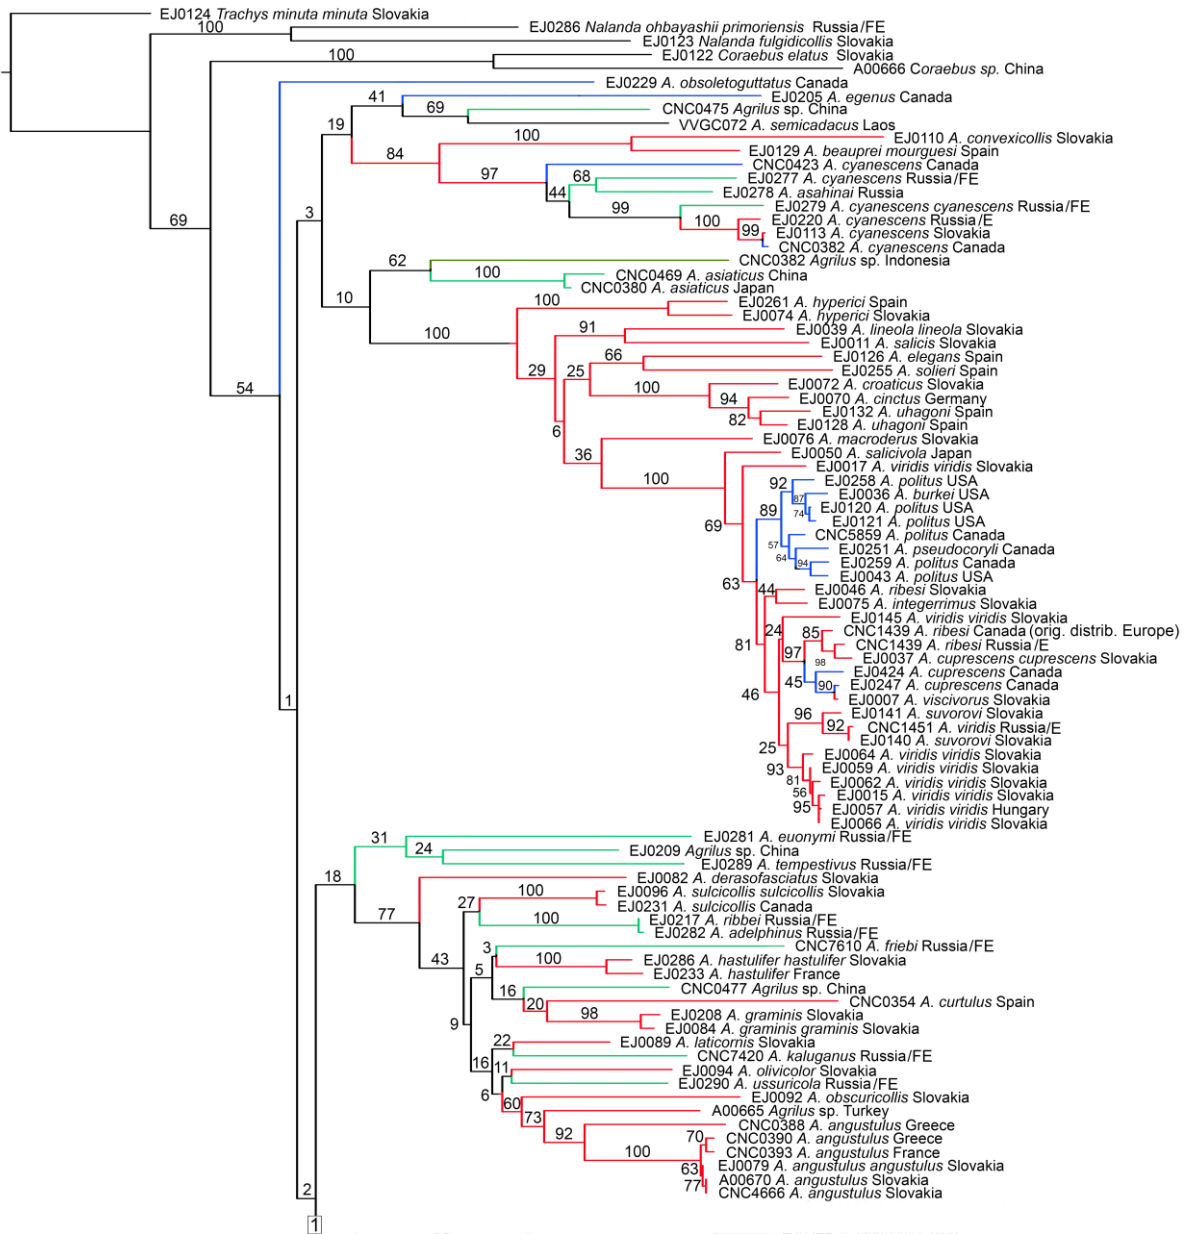 EJ0124 Trachys minuta minuta Slovakia
EJ0286 Nalanda ohbayashii primoriensis Russia/FE
100
EJ0123 Nalanda fulgidicollis Slovakia
100
EJ0122 Coraebus elatus Slovakia
A00666 Coraebus sp. China
EJ0229 A. obsoletoguttatus Canada
41
EJ0205 A. egenus Canada
69
CNC0475 Agrilus sp. China
19
VVGC072 A. semicadacus Laos
100
EJ0110 A. convexicollis Slovakia
84
EJ0129 A. beauprei mourguesi Spain
CNC0423 A. cyanescens Canada
97
68
EJ0277 A. cyanescens Russia/FE
44
EJ0278 A. asahinai Russia
99
EJ0279 A. cyanescens cyanescens Russia/FE
3
100
EJ0220 A. cyanescens Russia/E
69
99
EJ0113 A. cyanescens Slovakia
CNC0382 A. cyanescens Canada
62
CNC0382 Agrilus sp. Indonesia
100
CNC0469 A. asiaticus China
CNC0380 A. asiaticus Japan
10
100
EJ0261 A. hyperici Spain
EJ0074 A. hyperici Slovakia
100
91
EJ0039 A. lineola lineola Slovakia
EJ0011 A. salicis Slovakia
66
EJ0126 A. elegans Spain
29
25
EJ0255 A. solieri Spain
54
100
EJ0072 A. croaticus Slovakia
94
EJ0070 A. cinctus Germany
EJ0132 A. uhagoni Spain
6
82
EJ0128 A. uhagoni Spain
EJ0076 A. macroderus Slovakia
36
EJ0050 A. salicivola Japan
100
EJ0017 A. viridis viridis Slovakia
92
EJ0258 A. politus USA
87
EJ0036 A. burkei USA
89
74
EJ0120 A. politus USA
69
EJ0121 A. politus USA
CNC5859 A. politus Canada
57
64
EJ0251 A. pseudocoryli Canada
94
EJ0259 A. politus Canada
63
EJ0043 A. politus USA
44
EJ0046 A. ribesi Slovakia
EJ0075 A. integerrimus Slovakia
24
EJ0145 A. viridis viridis Slovakia
81
85
CNC1439 A. ribesi Canada (orig. distrib. Europe)
97
CNC1439 A. ribesi Russia/E
98
EJ0037 A. cuprescens cuprescens Slovakia
45
EJ0424 A. cuprescens Canada
46
90
EJ0247 A. cuprescens Canada
1
EJ0007 A. viscivorus Slovakia
96
EJ0141 A. suvorovi Slovakia
92
CNC1451 A. viridis Russia/E
25
EJ0140 A. suvorovi Slovakia
EJ0064 A. viridis viridis Slovakia
93
EJ0059 A. viridis viridis Slovakia
81
EJ0062 A. viridis viridis Slovakia
56
EJ0015 A. viridis viridis Slovakia
95
EJ0057 A. viridis viridis Hungary
EJ0066 A. viridis viridis Slovakia
31
EJ0281 A. euonymi Russia/FE
24
EJ0209 Agrilus sp. China
EJ0289 A. tempestivus Russia/FE
18
EJ0082 A. derasofasciatus Slovakia
100
EJ0096 A. sulcicollis sulcicollis Slovakia
27
EJ0231 A. sulcicollis Canada
77
100
EJ0217 A. ribbei Russia/FE
EJ0282 A. adelphinus Russia/FE
3
CNC7610 A. friebi Russia/FE
43
100
EJ0286 A. hastulifer hastulifer Slovakia
5
EJ0233 A. hastulifer France
16
CNC0477 Agrilus sp. China
20
CNC0354 A. curtulus Spain
98
EJ0208 A. graminis Slovakia
9
EJ0084 A. graminis graminis Slovakia
22
EJ0089 A. laticornis Slovakia
CNC7420 A. kaluganus Russia/FE
16
11
EJ0094 A. olivicolor Slovakia
EJ0290 A. ussuricola Russia/FE
6
60
EJ0092 A. obscuricollis Slovakia
73
A00665 Agrilus sp. Turkey
92
CNC0388 A. angustulus Greece
70
CNC0390 A. angustulus Greece
100
CNC0393 A. angustulus France
63
EJ0079 A. angustulus angustulus Slovakia
77
A00670 A. angustulus Slovakia
2
CNC4666 A. angustulus Slovakia
1